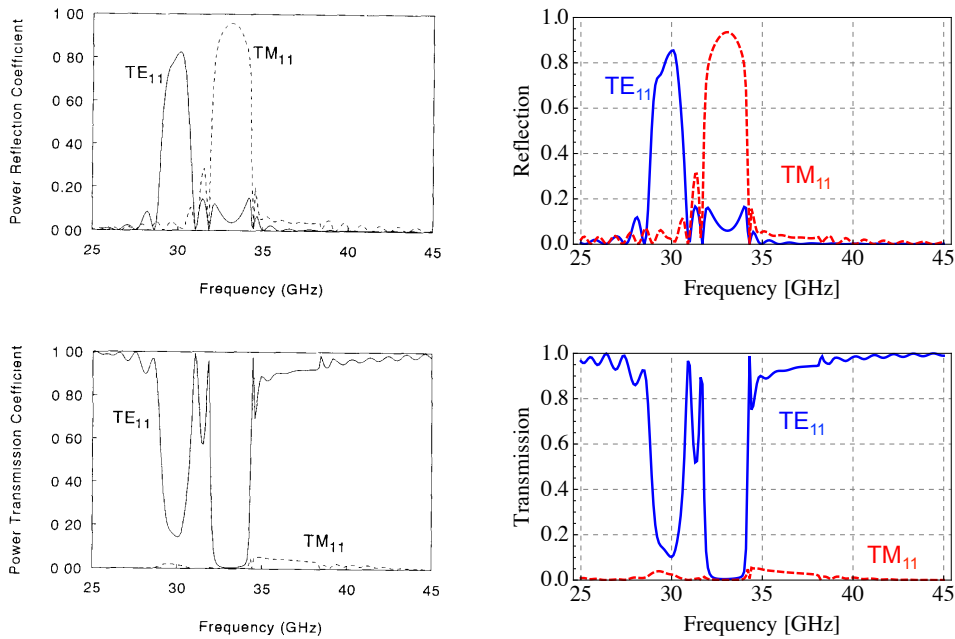 Power Reflection Coefficient
1 00
0 80
0 60
0 40
0.20
0 00
TE11
TM11
25 30 35 40 45
Frequency (GHz)
Reflection
1.0
0.8
0.6
0.4
0.2
0.0
TE11
TM11
25 30 35 40 45
Frequency [GHz]
Power Transmission Coefficient
1 00
0 80
0 60
0 40
0 20
0 00
TE11
TM11
25 30 35 40 45
Frequency (GHz)
Transmission
1.0
0.8
0.6
0.4
0.2
0.0
TE11
TM11
25 30 35 40 45
Frequency [GHz]